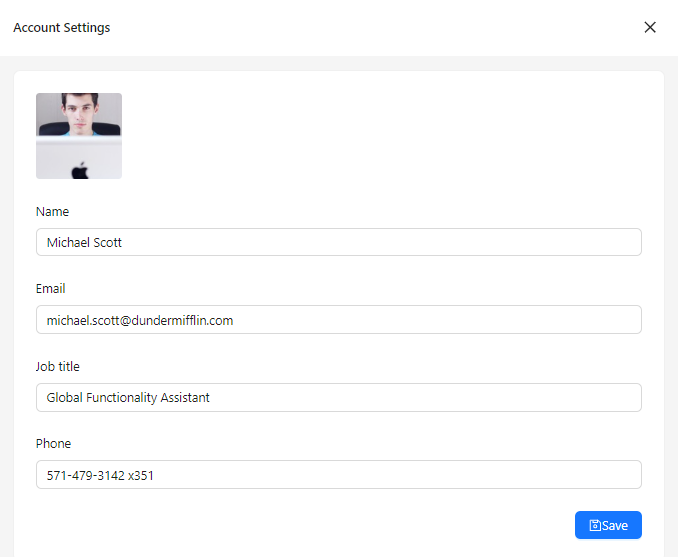 Account Settings
Name
Michael Scott
Email
michael.scott@dundermifflin.com
Job title
Global Functionality Assistant
Phone
571-479-3142 x351
Save